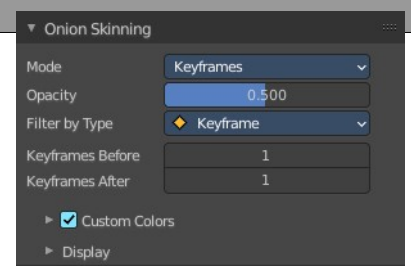 Onion Skinning
Mode Keyframes
Opacity 0.500
Filter by Type Keyframe
Keyframes Before 1
Keyframes After 1
Custom Colors
Display